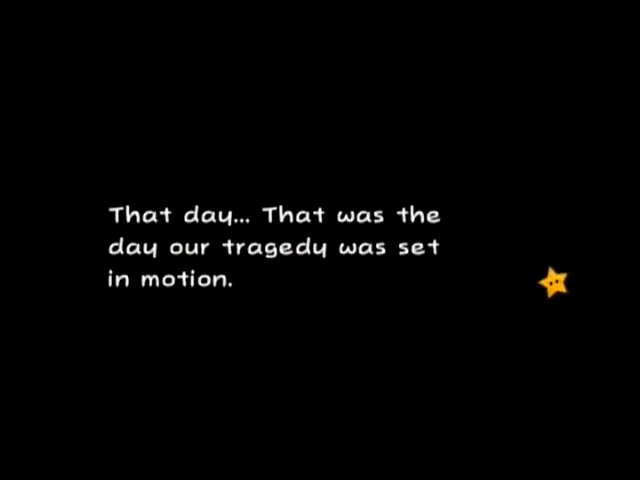 That day... That was the
day our tragedy was set
in motion.